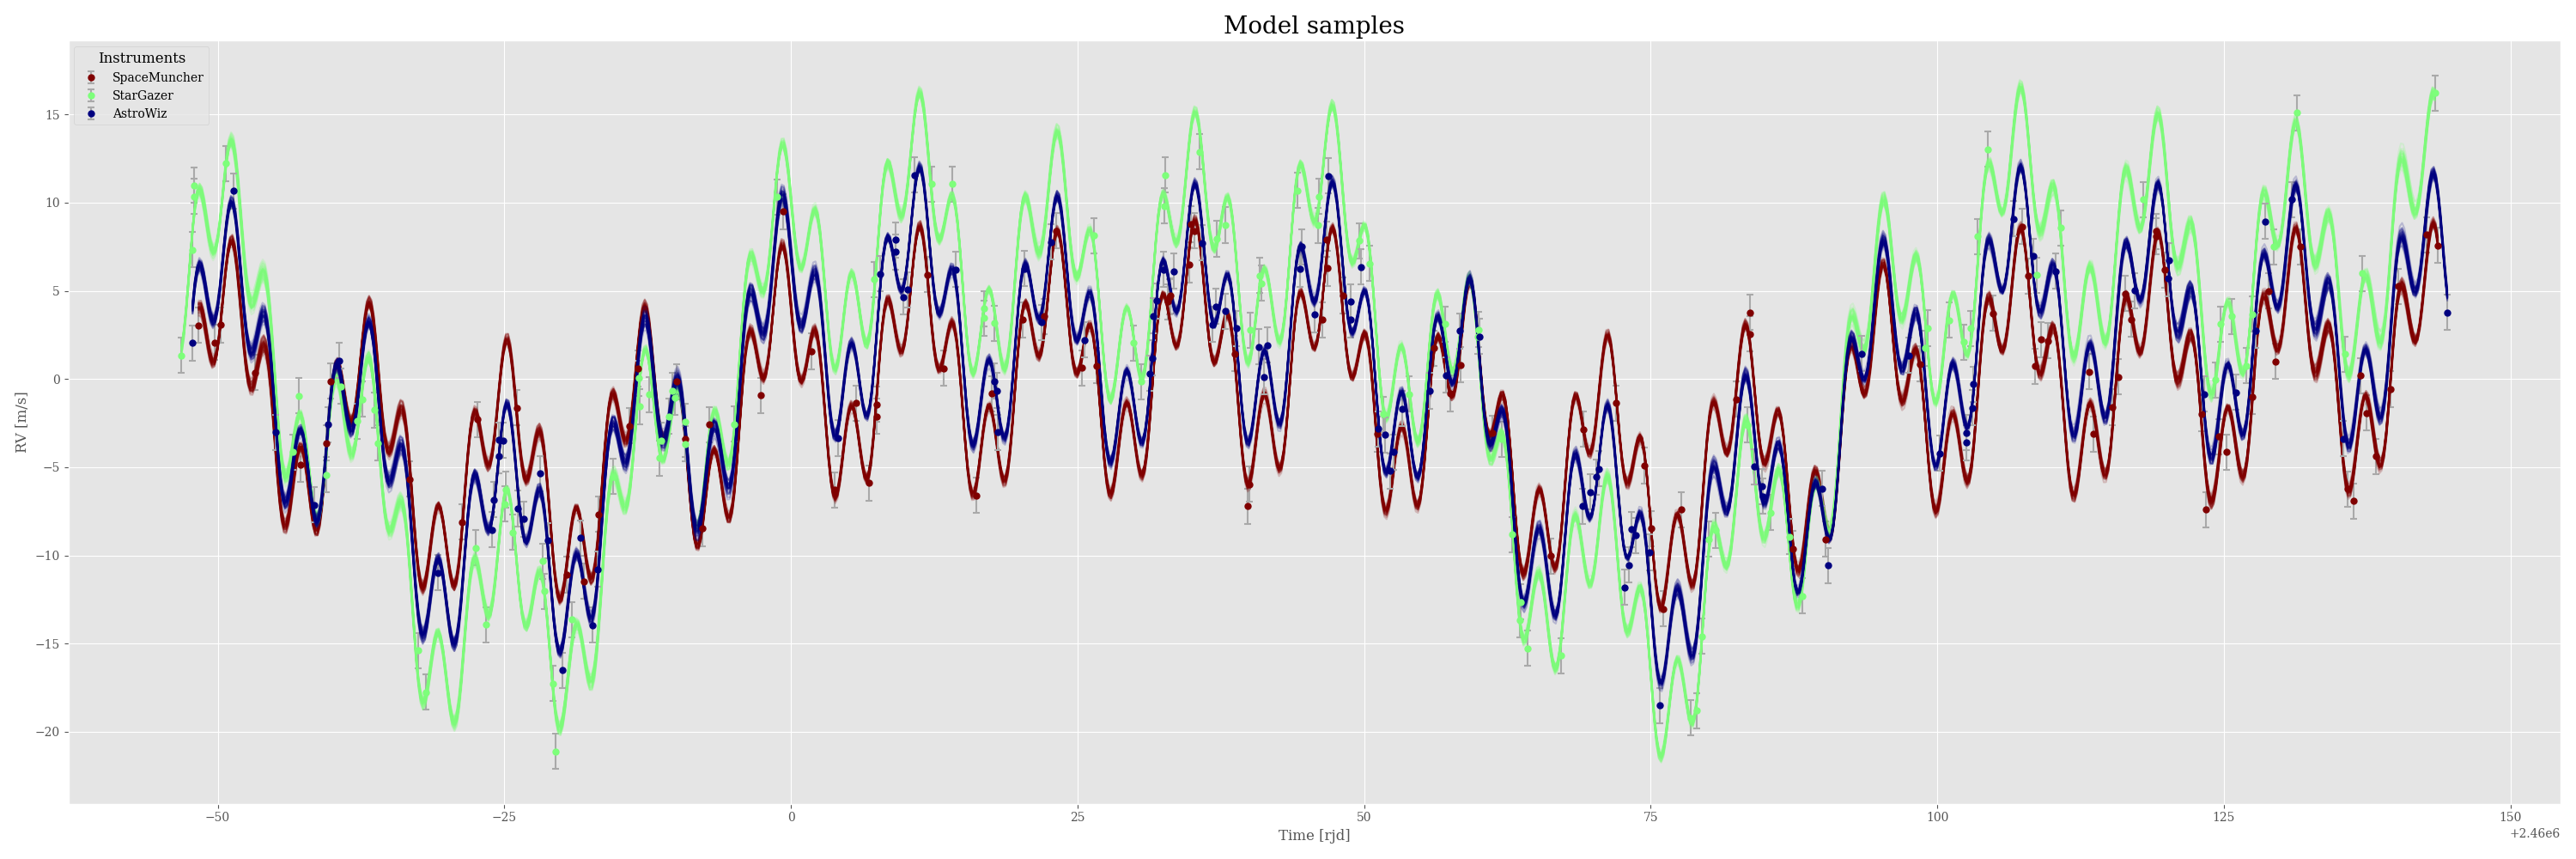 Model samples
Instruments
SpaceMuncher
StarGazer
AstroWiz
RV [m/s]
15
10
5
0
−5
−10
−15
−20
−50
−25
0
25
50
75
100
125
150
Time [rjd]
+2.46e6